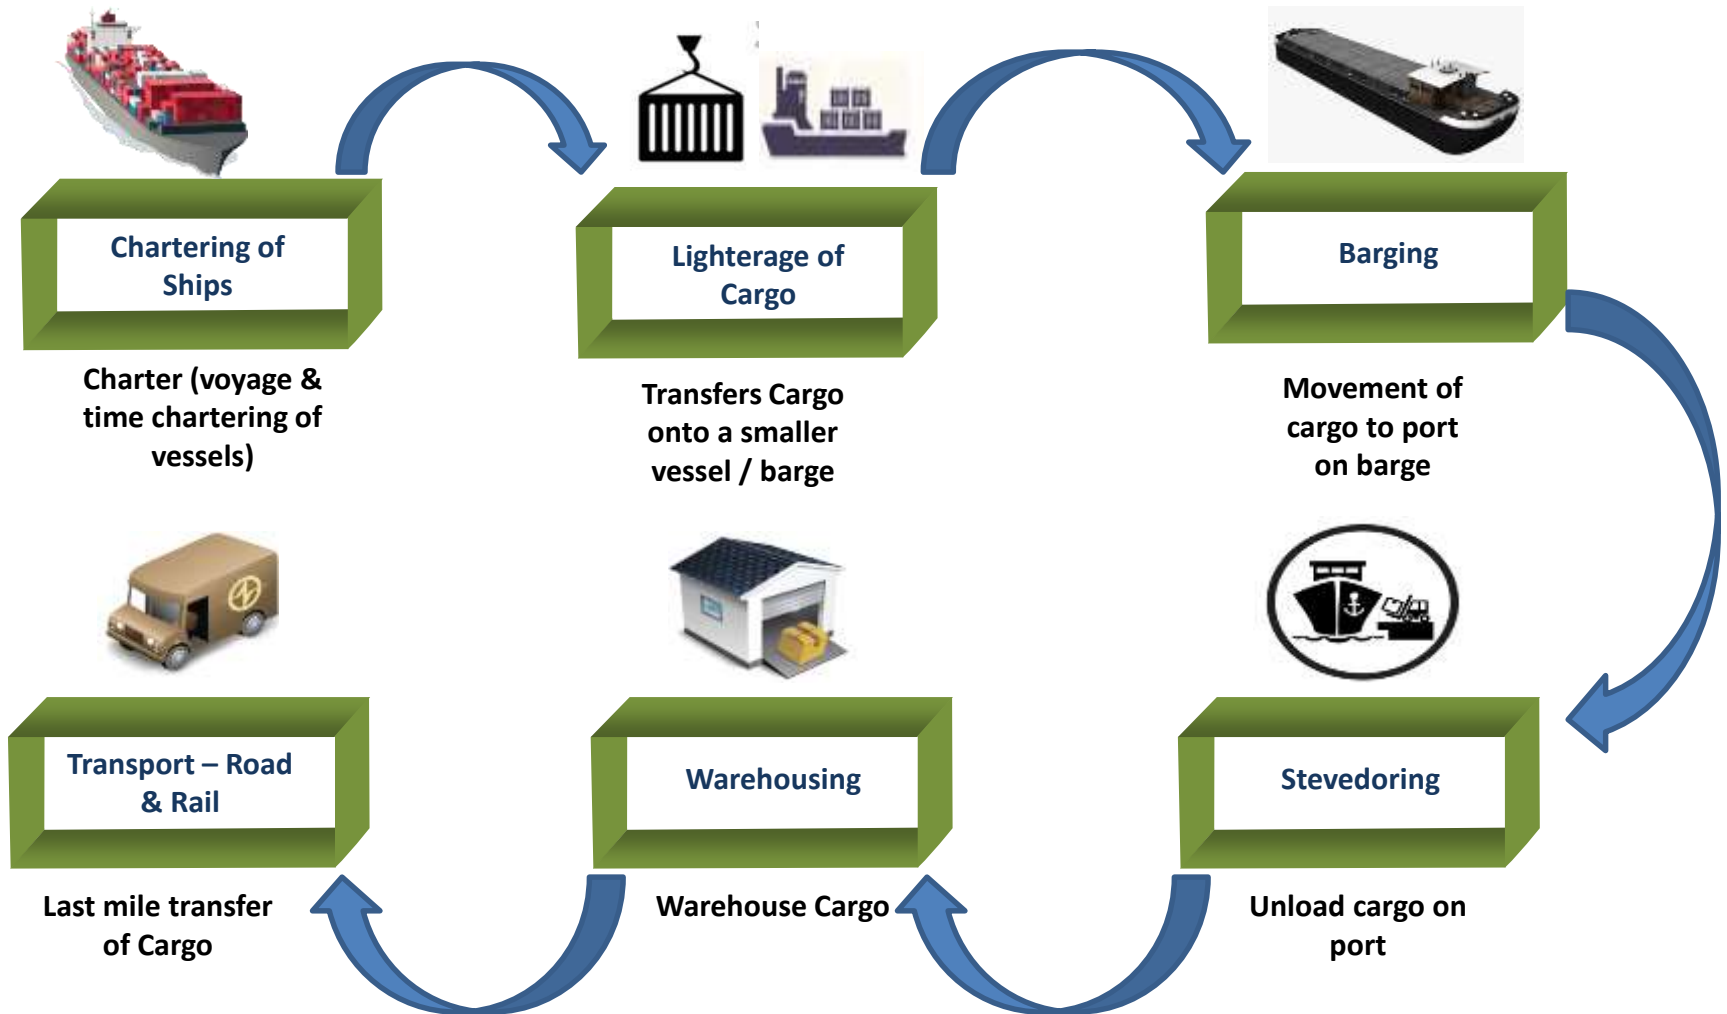 Chartering of
Ships
Charter (voyage &
time chartering of
vessels)
Lighterage of
Cargo
Transfers Cargo
onto a smaller
vessel / barge
Barging
Movement of
cargo to port
on barge
Stevedoring
Unload cargo on
port
Warehousing
Warehouse Cargo
Transport – Road
& Rail
Last mile transfer
of Cargo